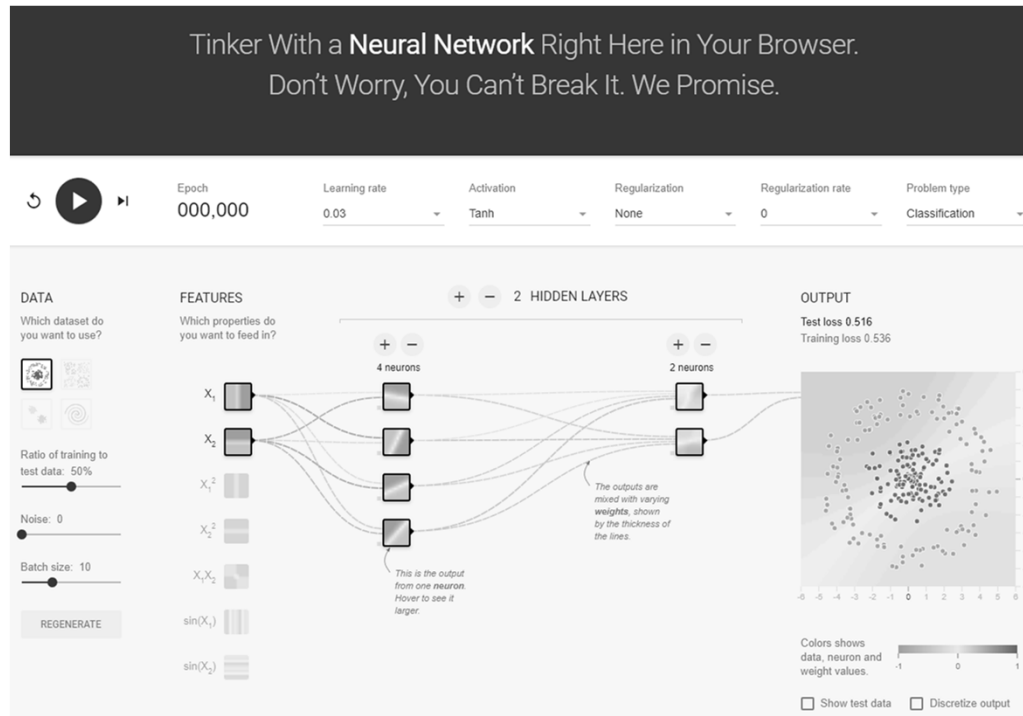 Tinker With a Neural Network Right Here in Your Browser.
Don't Worry, You Can't Break It. We Promise.
Epoch
000,000
Learning rate
0.03
Activation
Tanh
Regularization
None
Regularization rate
0
Problem type
Classification
DATA
Which dataset do
you want to use?
Ratio of training to
test data: 50%
Noise: 0
Batch size: 10
REGENERATE
FEATURES
Which properties do
you want to feed in?
X₁
X₂
X₁²
X₂²
X₁X₂
sin(X₁)
sin(X₂)
+ − 2 HIDDEN LAYERS
+ −
4 neurons
+ −
2 neurons
This is the output
from one neuron.
Hover to see it
larger.
The outputs are
mixed with varying
weights, shown
by the thickness of
the lines.
OUTPUT
Test loss 0.516
Training loss 0.536
-6 -5 -4 -3 -2 -1 0 1 2 3 4 5 6
Colors shows
data, neuron and
weight values.
-1 0 1
Show test data
Discretize output